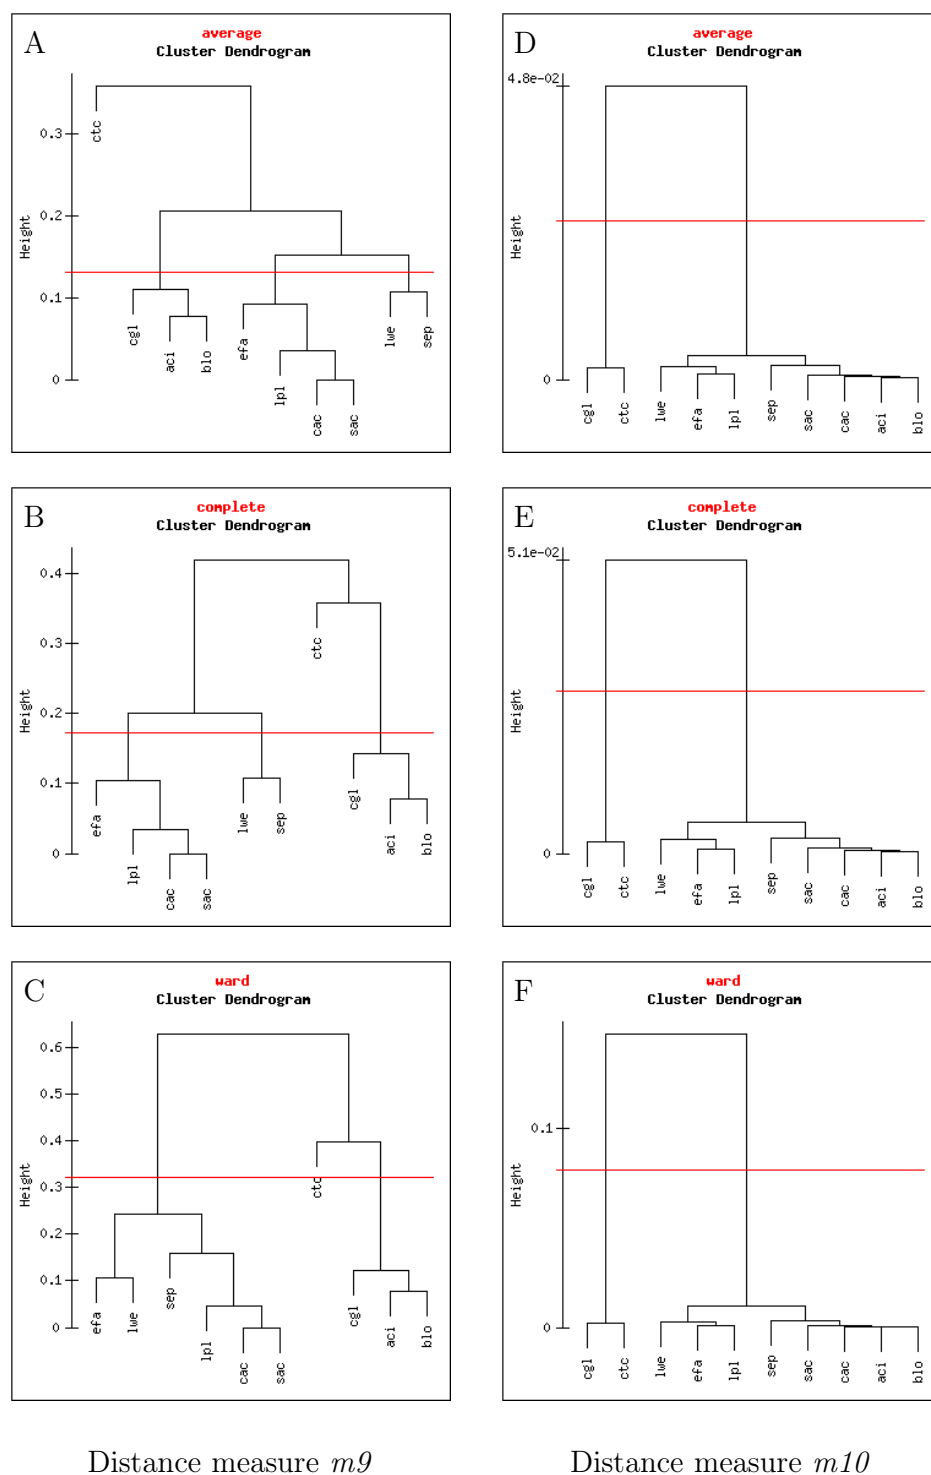 A
average
Cluster Dendrogram
Height
0.3
0.2
0.1
0
ctc
cgl
aci
blo
efa
lpl
cac
sac
lwe
sep
D
average
Cluster Dendrogram
Height
4.8e-02
0
cgl
ctc
lwe
efa
lpl
sep
sac
cac
aci
blo
B
complete
Cluster Dendrogram
Height
0.4
0.3
0.2
0.1
0
efa
lpl
cac
sac
lwe
sep
ctc
cgl
aci
blo
E
complete
Cluster Dendrogram
Height
5.1e-02
0
cgl
ctc
lwe
efa
lpl
sep
sac
cac
aci
blo
C
ward
Cluster Dendrogram
Height
0.6
0.5
0.4
0.3
0.2
0.1
0
efa
lwe
sep
lpl
cac
sac
ctc
cgl
aci
blo
F
ward
Cluster Dendrogram
Height
0.1
0
cgl
ctc
lwe
efa
lpl
sep
sac
cac
aci
blo
Distance measure m9
Distance measure m10